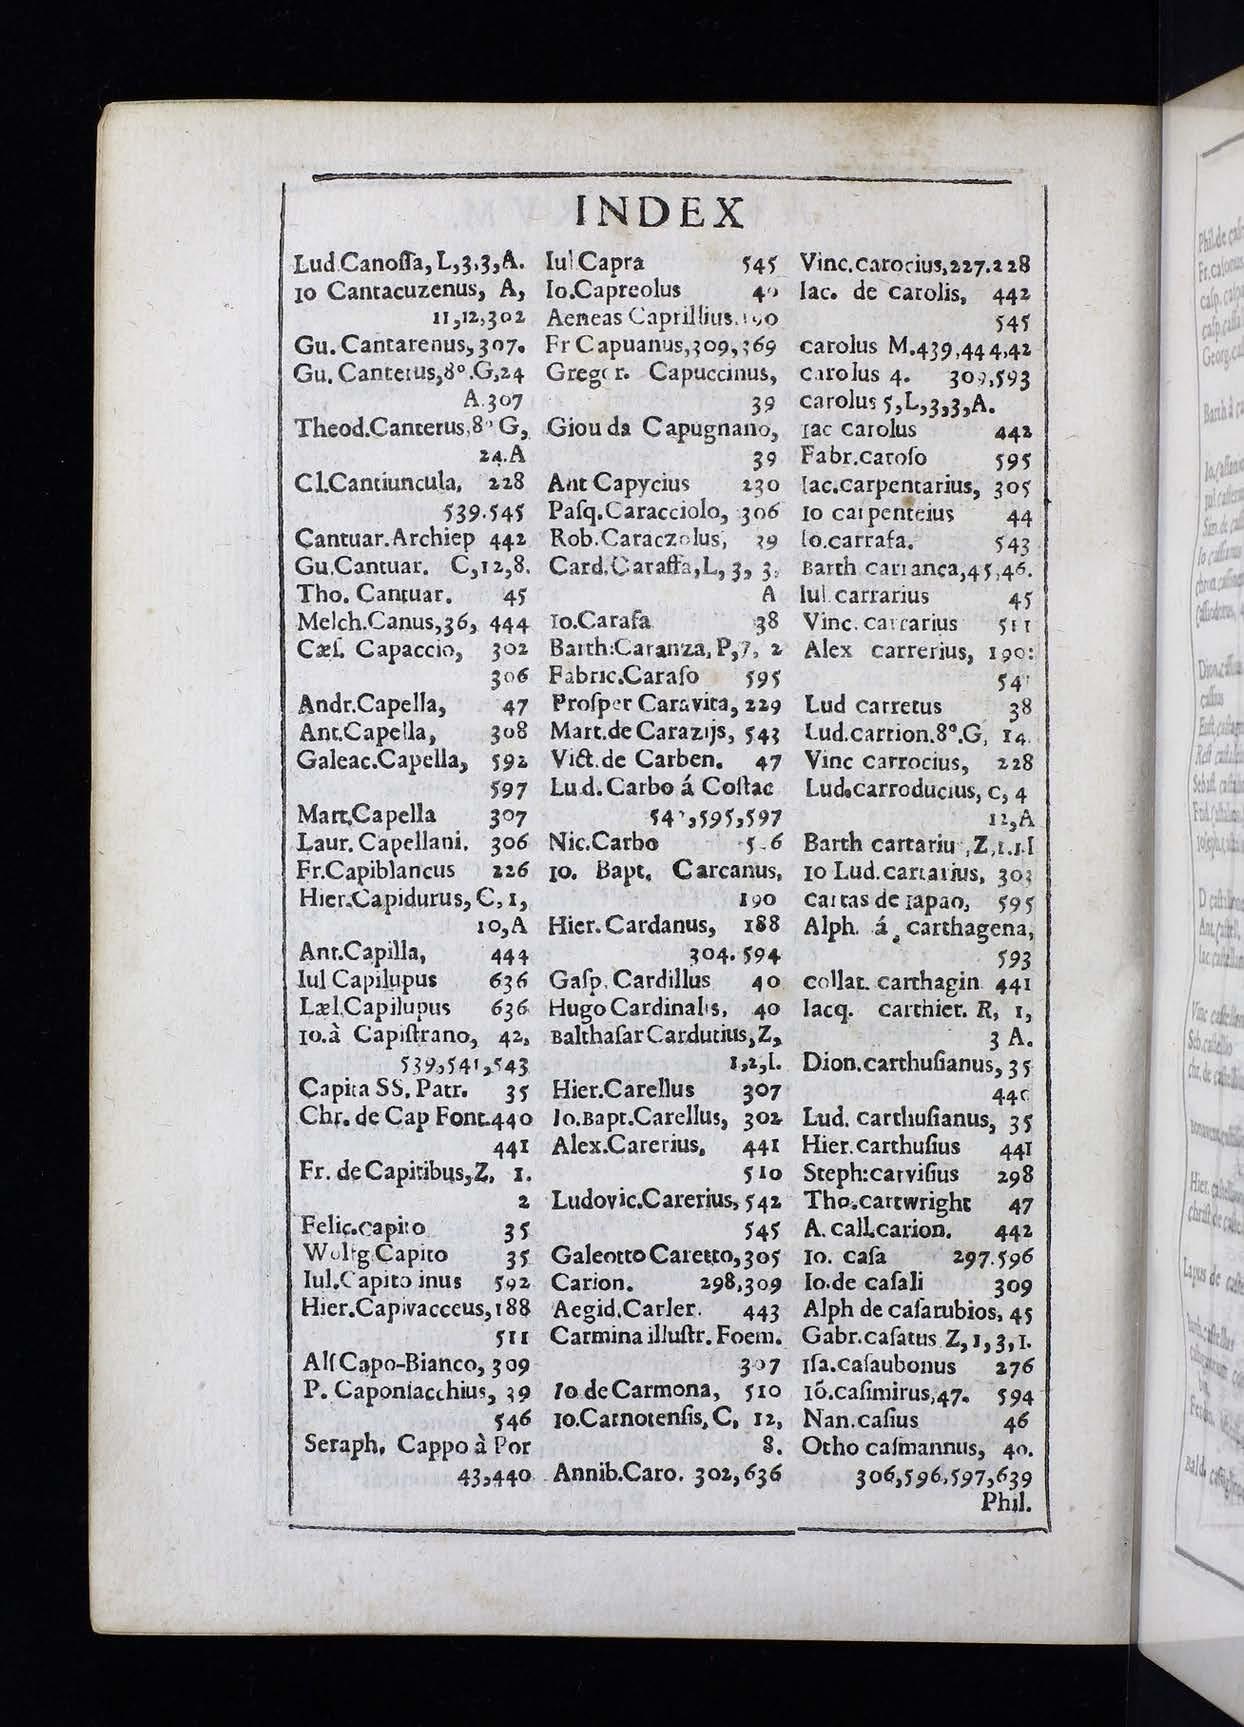 INDEX
Lud.Canoſſa, L,3,3,A.
Io Cantacuzenus, A,
11,12,302
Gu. Cantarenus,307.
Gu. Canterus,8°.G,24
A.307
Theod.Canterus,8° G,
24.A
Cl.Cantiuncula, 228
539.545
Cantuar.Archiep 442
Gu.Cantuar. C,12,8.
Tho. Cantuar. 45
Melch.Canus,36, 444
Cæſ. Capaccio, 302
306
Andr.Capella, 47
Ant.Capella, 308
Galeac.Capella, 592
597
Mart.Capella 307
Laur. Capellani. 306
Fr.Capiblancus 226
Hier.Capidurus, C, 1,
10,A
Ant.Capilla, 444
Iul Capilupus 636
Læl.Capilupus 636
Io.à Capiſtrano, 42,
539,541,543
Capita SS. Patr. 35
Chr. de Cap Font.440
441
Fr. de Capitibus,Z, 1.
2
Felic.capito 35
Wolfg.Capito 35
Iul.Capito inus 592
Hier.Capivacceus,188
511
Alſ Capo-Bianco, 309
P. Caponſacchius, 39
546
Seraph. Cappo à Por
43,440
Iul Capra 545
Io.Capreolus
Aeneas Caprillius.190
Fr Capuanus,309,369
Greger. Capuccinus,
39
Giou da Capugnano,
39
Ant Capycius 230
Paſq.Caracciolo, 306
Rob.Caraczolus, 39
Card.Caraffa,L, 3, 3,
A
Io.Carafa 38
Barth:Caranza, P,7, 2
Fabric.Caraſo 595
Proſper Caravita, 229
Mart.de Carazijs, 543
Vict.de Carben. 47
Lud. Carbo á Coſtac
,595,597
Nic.Carbo
Io. Bapt. Carcanus,
190
Hier. Cardanus, 188
304.594
Gaſp. Cardillus 40
Hugo Cardinalis, 40
Balthaſar Cardutius,Z,
1,2,I.
Hier.Carellus 307
Io.Bapt.Carellus, 302
Alex.Carerius, 441
510
Ludovic.Carerius, 542
545
Galeotto Caretto,305
Carion. 298,309
Aegid.Carler. 443
Carmina illuſtr. Foem.
307
Io de Carmona, 510
Io.Carnotenſis, C, 12,
8.
Annib.Caro. 302,636
Vinc.carocius,227.228
Iac. de carolis, 442
545
carolus M.439,444,42
carolus 4. 309,593
carolus 5,L,3,3,A.
Iac carolus 442
Fabr.caroſo 595
Iac.carpentarius, 305
Io carpenteius 44
Io.carrafa. 543
Barth carranca,45,46.
Iul carrarius 45
Vinc. carrarius 511
Alex carrerius, 190:
Lud carretus 38
Lud.carrion.8°.G, 14.
Vinc carrocius, 228
Lud.carroducius, c, 4
12,A
Barth cartariu ,Z,1.1.I
Io Lud.cartarius, 303
cartas de Iapao, 595
Alph. á carthagena,
593
collat. carthagin 441
Iacq. carthier. R, 1,
3 A.
Dion.carthuſianus, 35
440
Lud. carthuſianus, 35
Hier.carthuſius 441
Steph:carviſius 298
Tho.cartwright 47
A. call.carion. 442
Io. caſa 297.596
Io.de caſali 309
Alph de caſarubios, 45
Gabr.caſatus Z, 1, 3, 1.
Iſa.caſaubonus 276
Iõ.caſimirus,47. 594
Nan.caſius 46
Otho caſmannus, 40.
306,596,597,639
Phil.